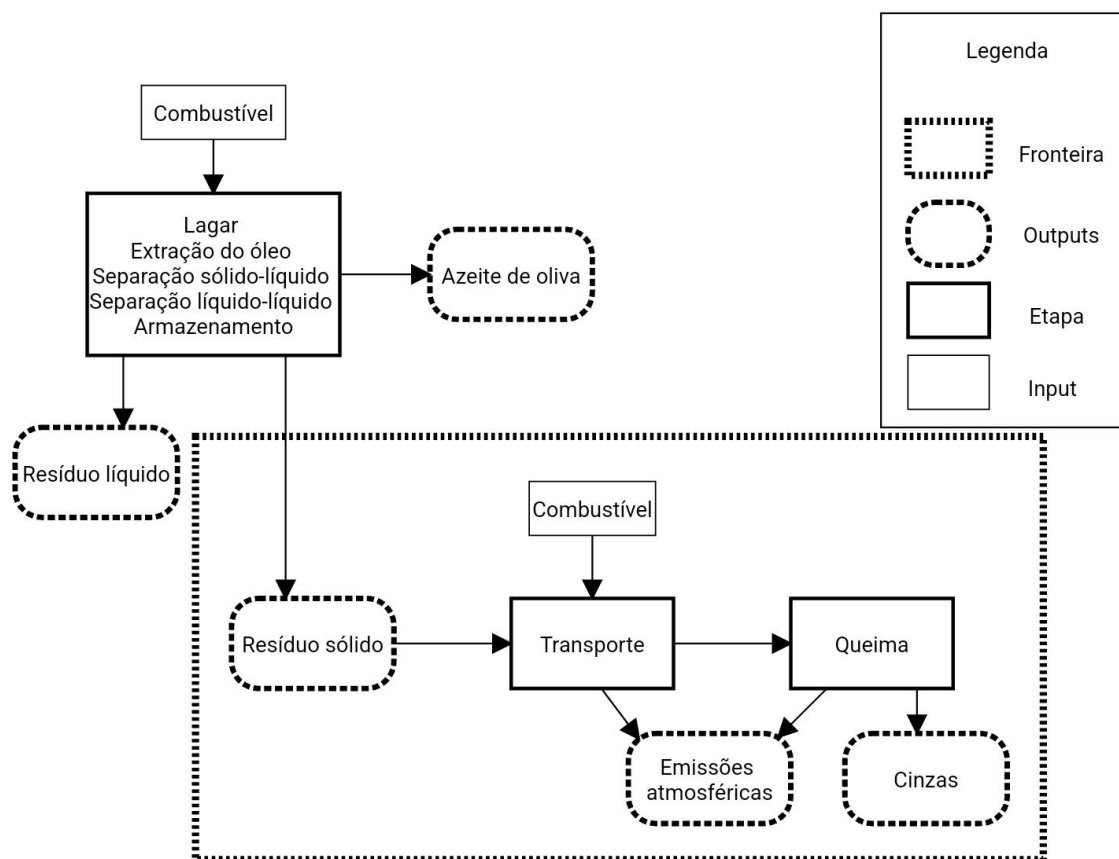 Legenda
Fronteira
Outputs
Etapa
Input
Combustível
Lagar
Extração do óleo
Separação sólido-líquido
Separação líquido-líquido
Armazenamento
Azeite de oliva
Resíduo líquido
Combustível
Resíduo sólido
Transporte
Queima
Emissões
atmosféricas
Cinzas